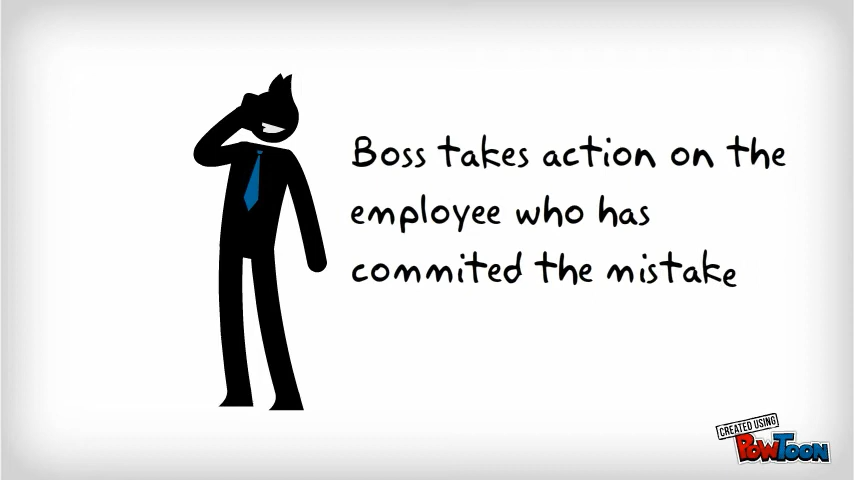 Boss takes action on the
employee who has
commited the mistake
CREATED USING
POWTOON